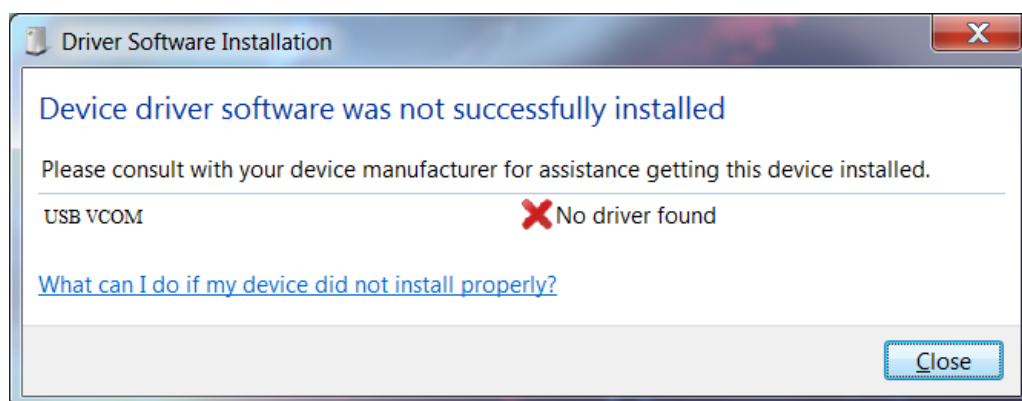 Driver Software Installation
Device driver software was not successfully installed
Please consult with your device manufacturer for assistance getting this device installed.
USB VCOM No driver found
What can I do if my device did not install properly?
Close